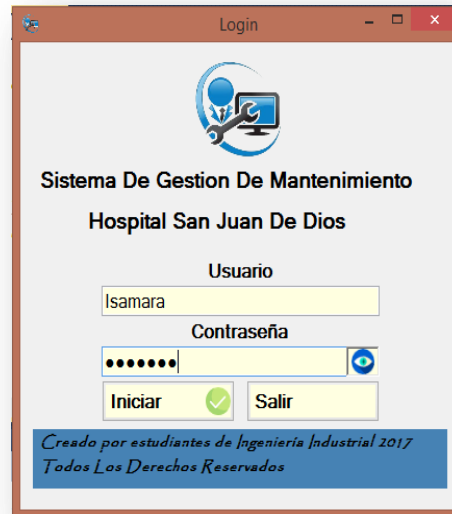 Login
Sistema De Gestion De Mantenimiento
Hospital San Juan De Dios
Usuario
Isamara
Contraseña
•••••••
Iniciar
Salir
Creado por estudiantes de Ingeniería Industrial 2017
Todos Los Derechos Reservados